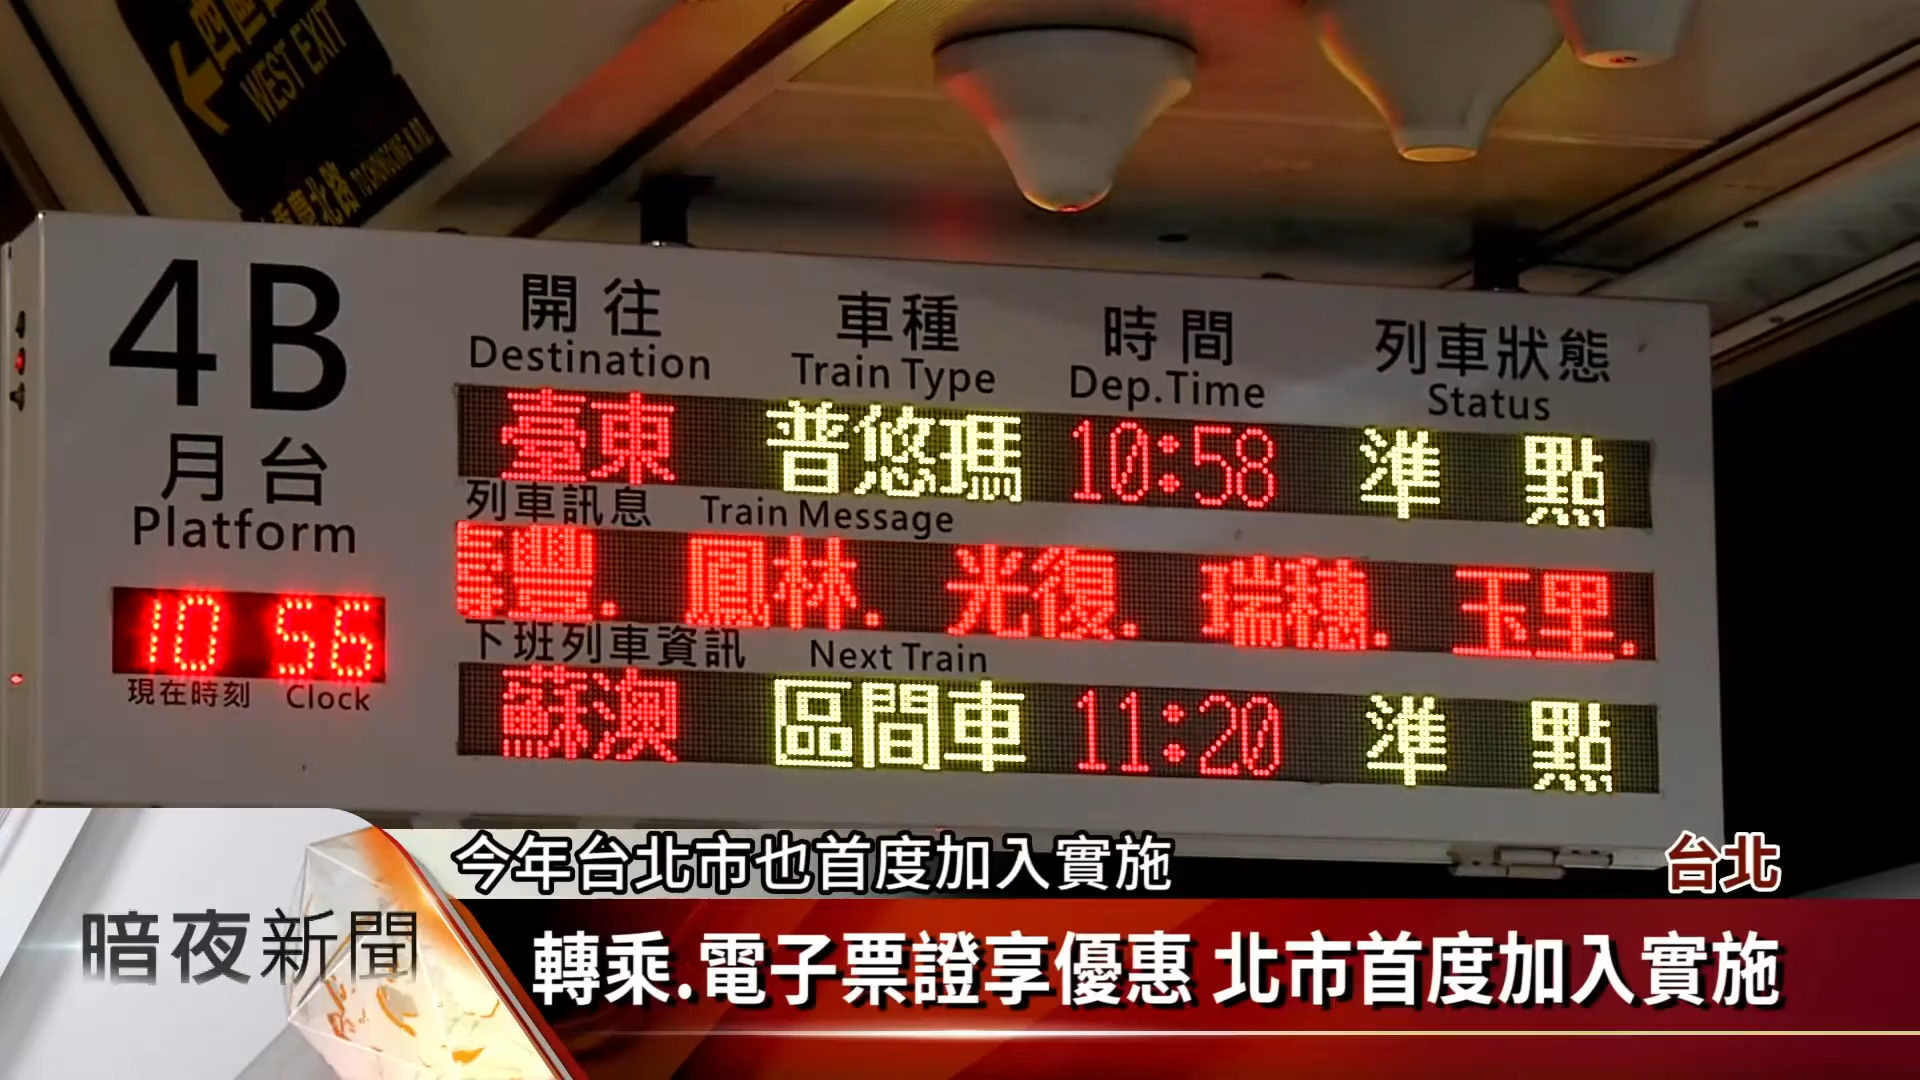 WEST EXIT
4B
月台
Platform
10 56
現在時刻 Clock
開往 車種 時間 列車狀態
Destination Train Type Dep.Time Status
臺東 普悠瑪 10:58 準點
列車訊息 Train Message
壽豐. 鳳林. 光復. 瑞穗. 玉里.
下班列車資訊 Next Train
蘇澳 區間車 11:20 準點
今年台北市也首度加入實施
台北
暗夜新聞
轉乘.電子票證享優惠 北市首度加入實施